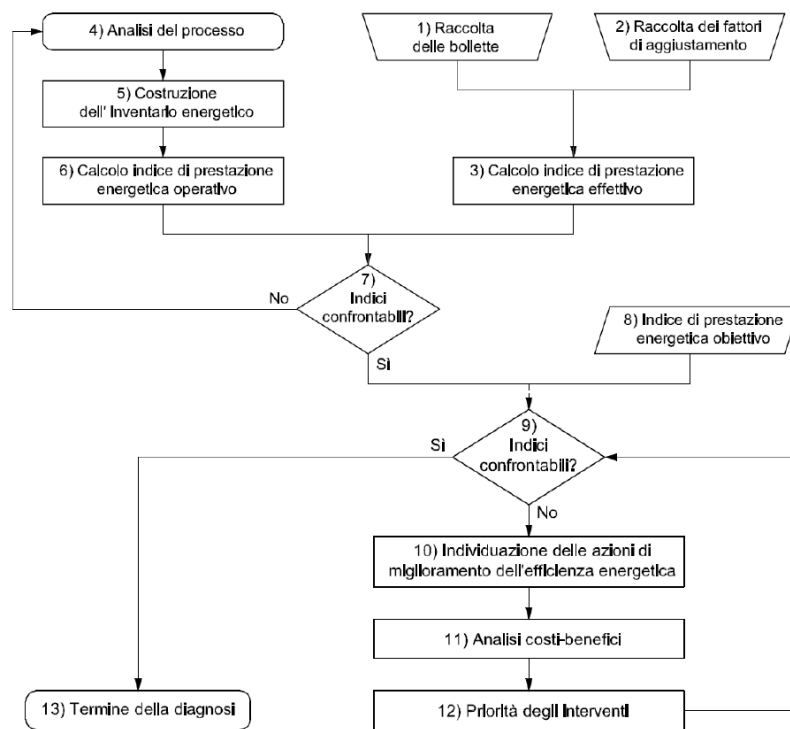 4) Analisi del processo
1) Raccolta
delle bollette
2) Raccolta dei fattori
di aggiustamento
5) Costruzione
dell' Inventario energetico
6) Calcolo indice di prestazione
energetica operativo
3) Calcolo indice di prestazione
energetica effettivo
7)
Indici
confrontabili?
No
Sì
8) Indice di prestazione
energetica obiettivo
9)
Indici
confrontabili?
Sì
No
10) Individuazione delle azioni di
miglioramento dell'efficienza energetica
11) Analisi costi-benefici
13) Termine della diagnosi
12) Priorità degli interventi